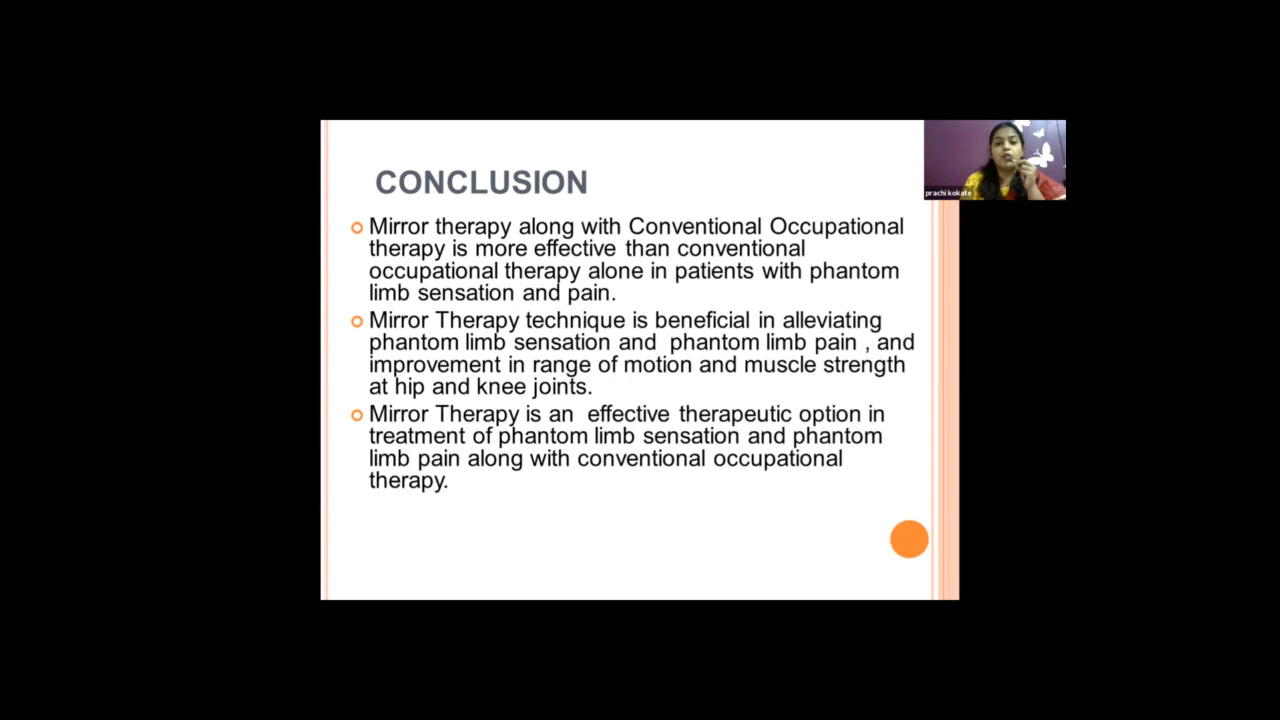 CONCLUSION
Mirror therapy along with Conventional Occupational
therapy is more effective than conventional
occupational therapy alone in patients with phantom
limb sensation and pain.
Mirror Therapy technique is beneficial in alleviating
phantom limb sensation and  phantom limb pain , and
improvement in range of motion and muscle strength
at hip and knee joints.
Mirror Therapy is an  effective therapeutic option in
treatment of phantom limb sensation and phantom
limb pain along with conventional occupational
therapy.
prachi kokate